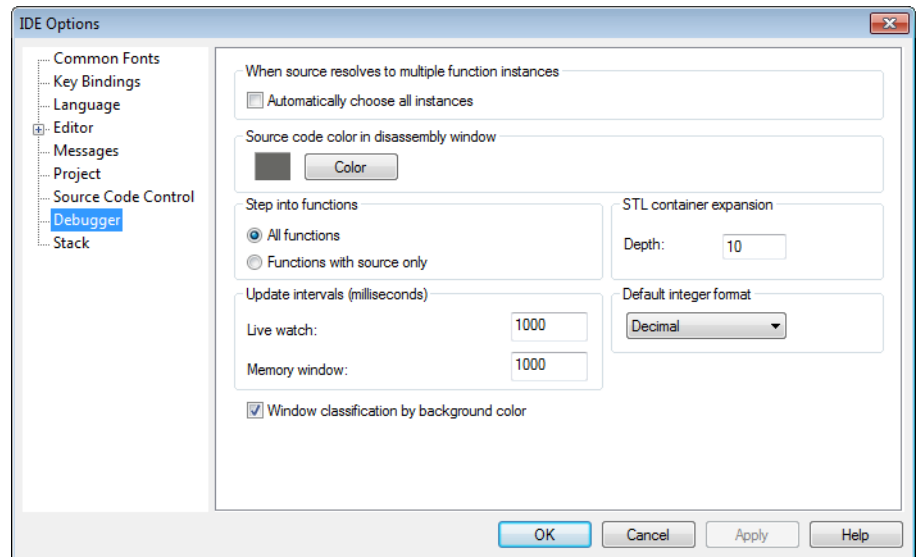 IDE Options
Common Fonts
Key Bindings
Language
Editor
Messages
Project
Source Code Control
Debugger
Stack
When source resolves to multiple function instances
Automatically choose all instances
Source code color in disassembly window
Color
Step into functions
All functions
Functions with source only
STL container expansion
Depth: 10
Update intervals (milliseconds)
Live watch: 1000
Memory window: 1000
Default integer format
Decimal
Window classification by background color
OK Cancel Apply Help